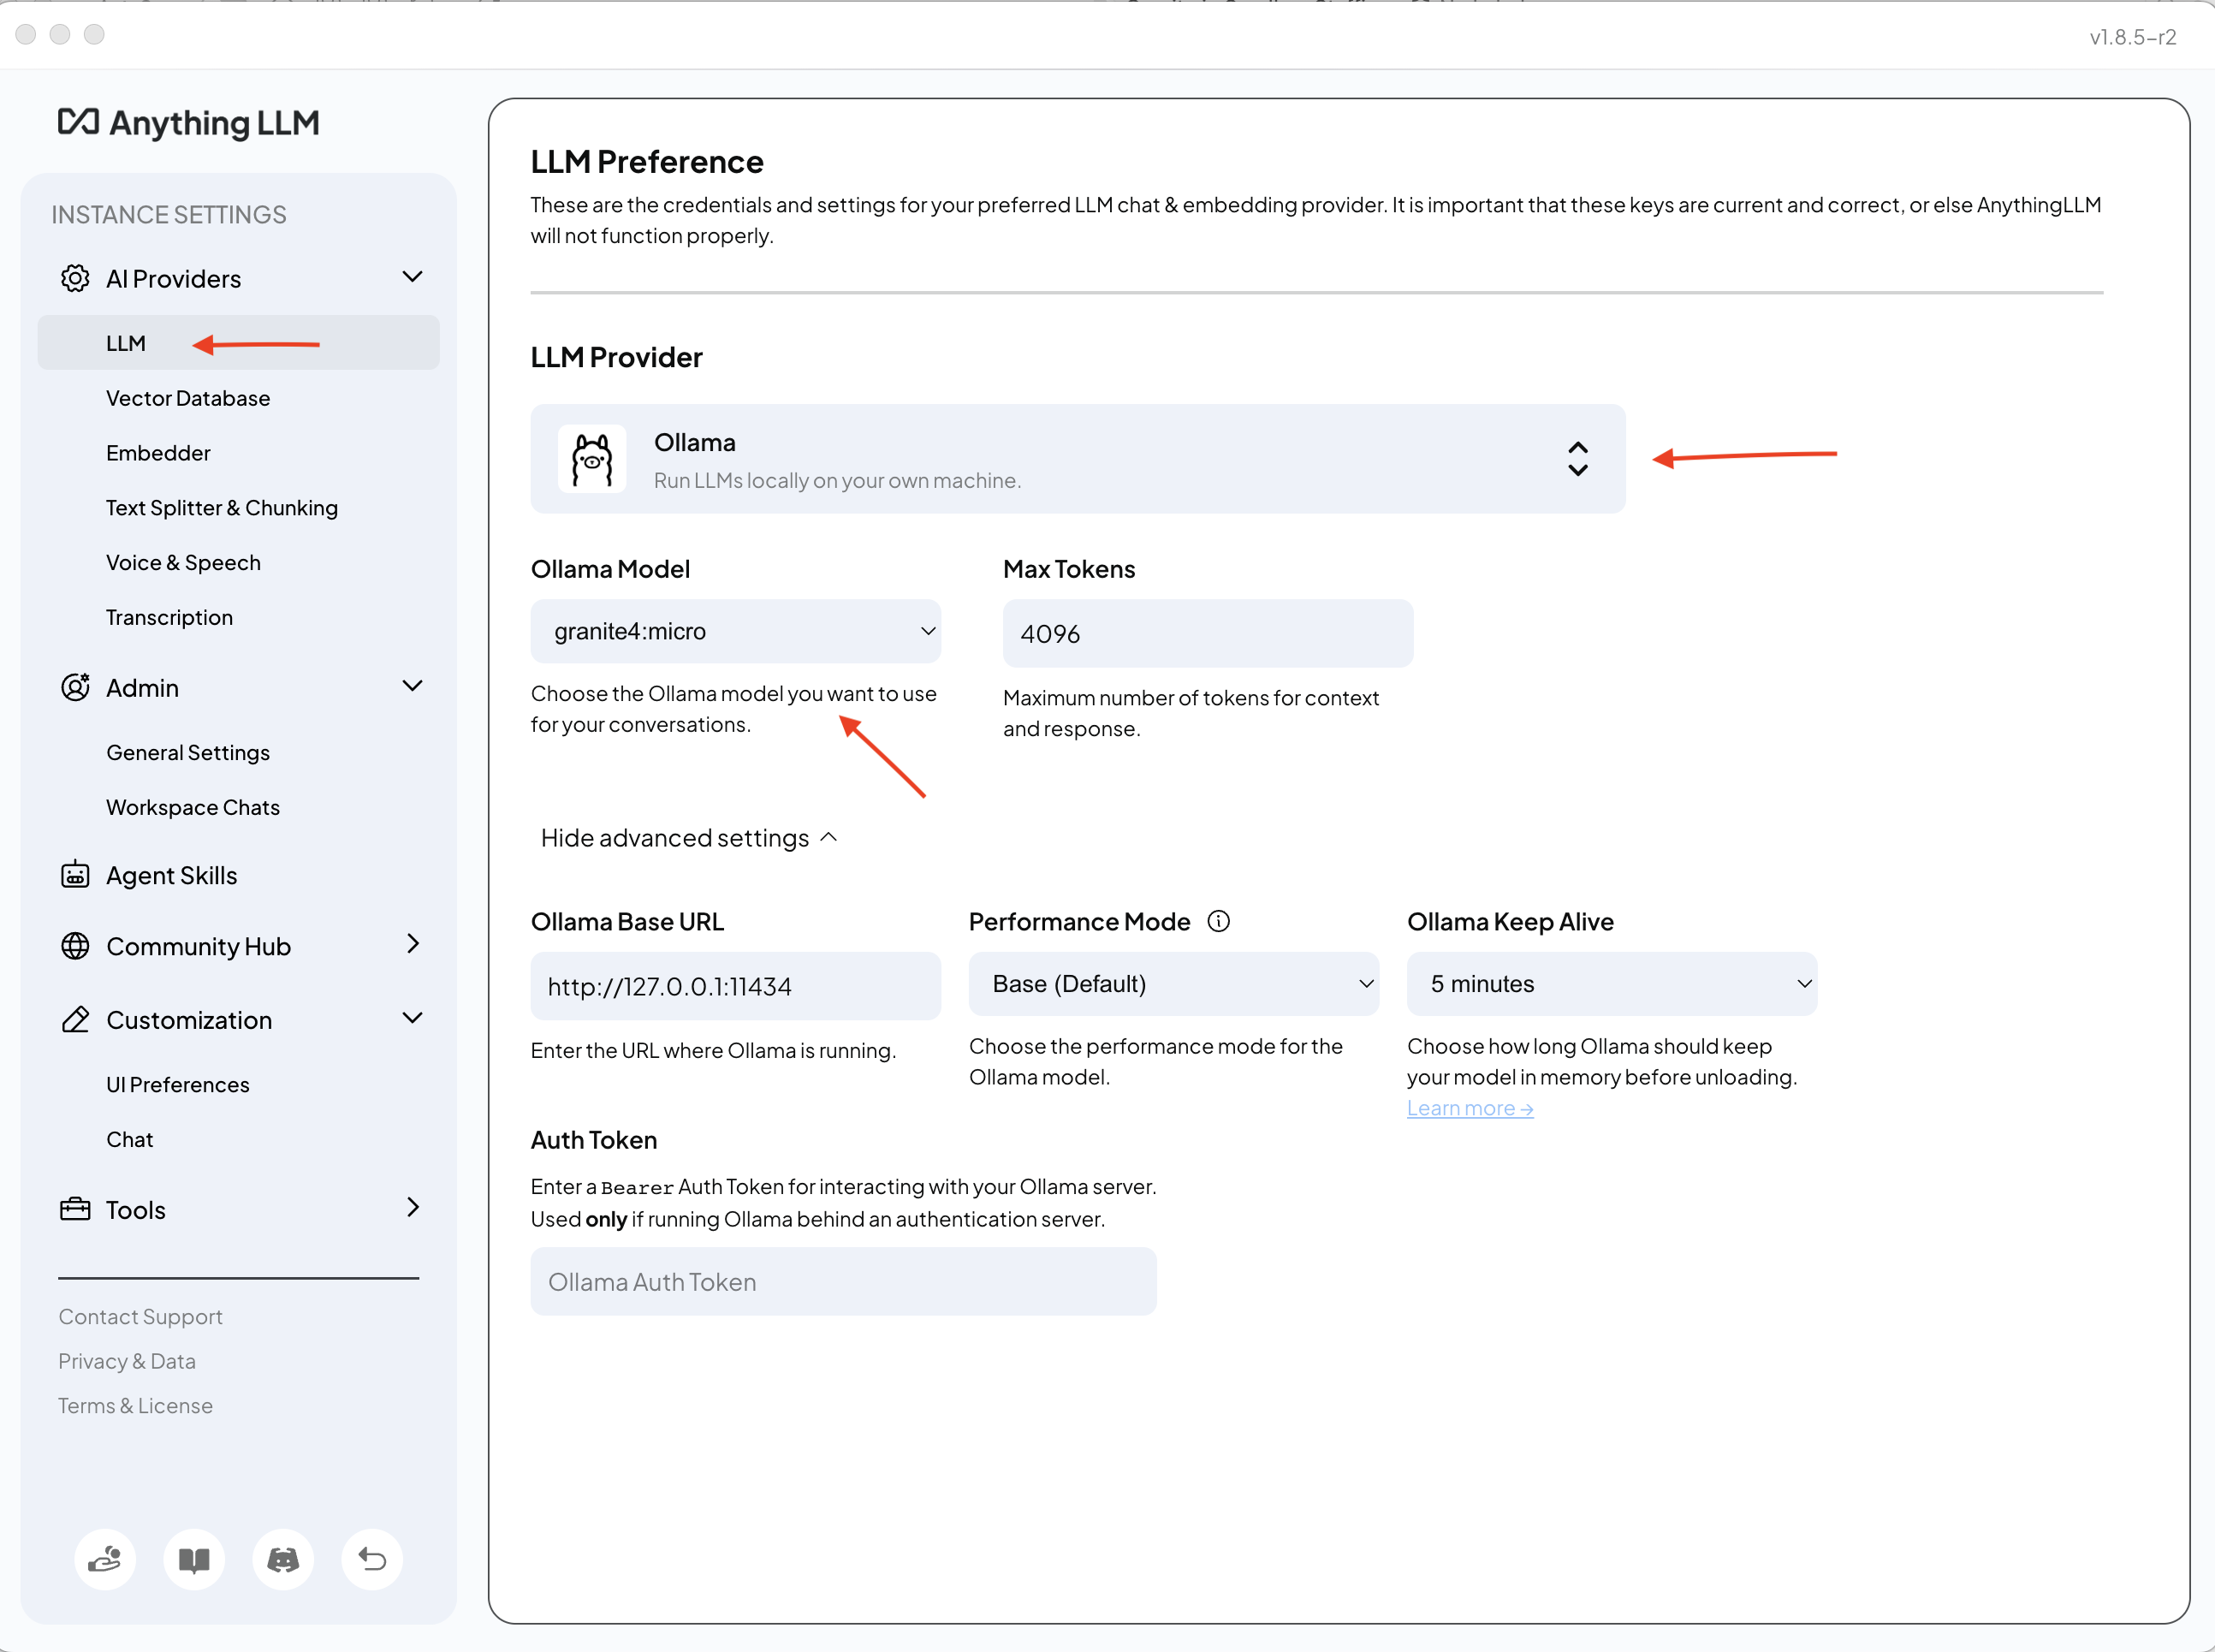 v1.8.5-r2
Anything LLM
INSTANCE SETTINGS
AI Providers
LLM
Vector Database
Embedder
Text Splitter & Chunking
Voice & Speech
Transcription
Admin
General Settings
Workspace Chats
Agent Skills
Community Hub
Customization
UI Preferences
Chat
Tools
Contact Support
Privacy & Data
Terms & License
LLM Preference
These are the credentials and settings for your preferred LLM chat & embedding provider. It is important that these keys are current and correct, or else AnythingLLM
will not function properly.
LLM Provider
Ollama
Run LLMs locally on your own machine.
Ollama Model
granite4:micro
Choose the Ollama model you want to use
for your conversations.
Max Tokens
4096
Maximum number of tokens for context
and response.
Hide advanced settings
Ollama Base URL
http://127.0.0.1:11434
Enter the URL where Ollama is running.
Performance Mode
Base (Default)
Choose the performance mode for the
Ollama model.
Ollama Keep Alive
5 minutes
Choose how long Ollama should keep
your model in memory before unloading.
Learn more →
Auth Token
Enter a Bearer Auth Token for interacting with your Ollama server.
Used only if running Ollama behind an authentication server.
Ollama Auth Token